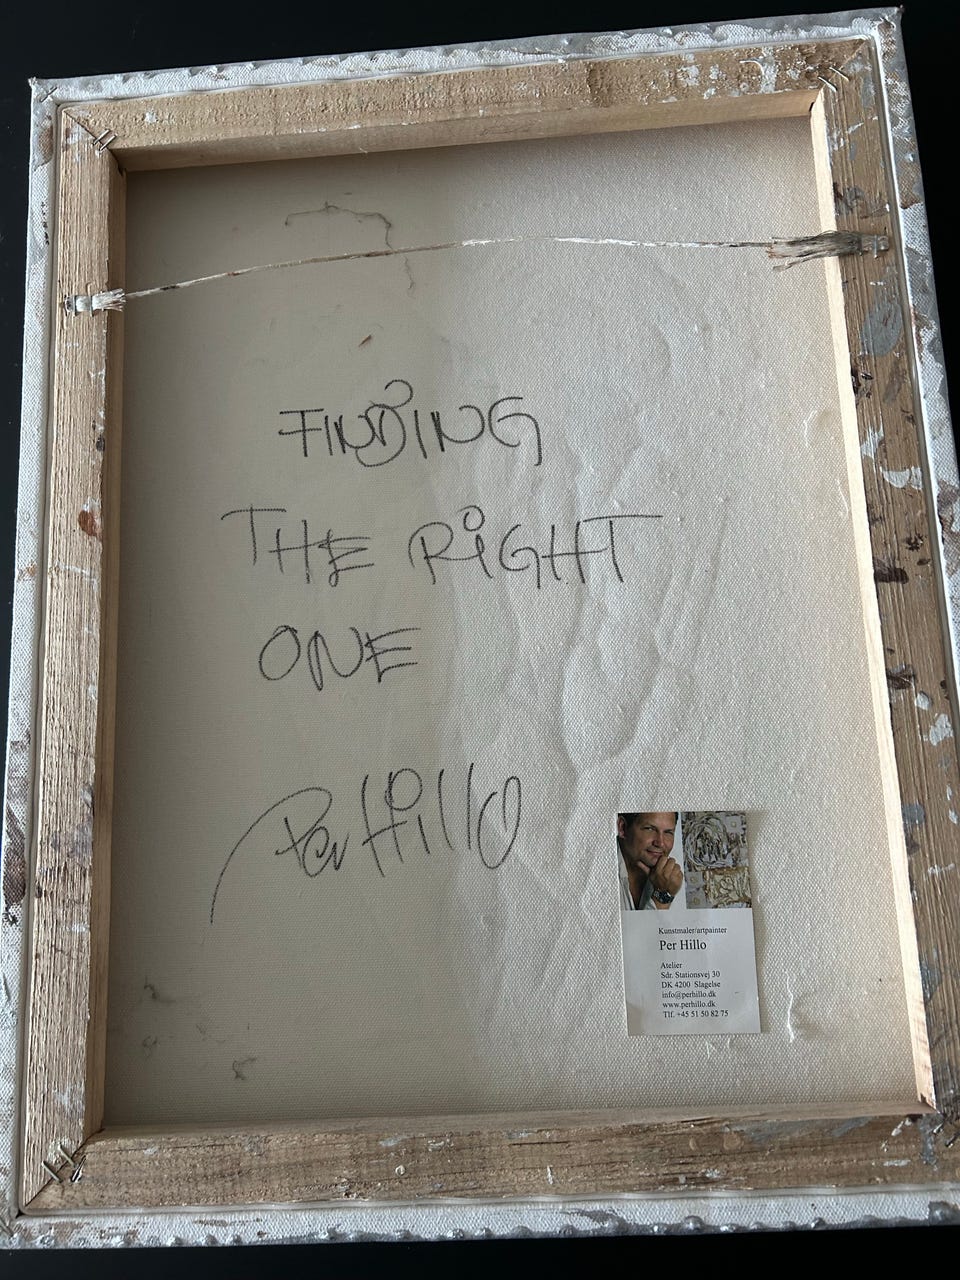 FINDiNG
THE RiGHT
ONE
Per Hillo
Kunstmaler/artpainter
Per Hillo
Atelier
Sdr. Stationsvej 30
DK 4200 Slagelse
info@perhillo.dk
www.perhillo.dk
Tlf. +45 51 50 82 75